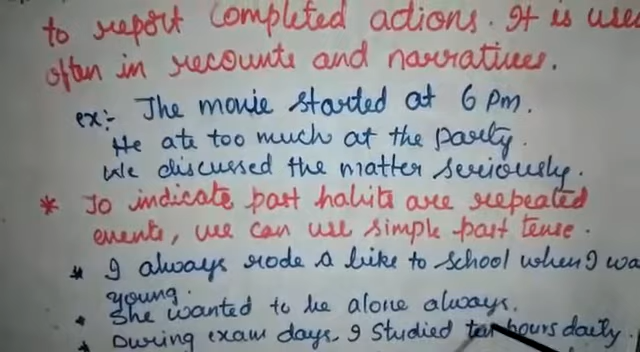 to report completed actions. It is used
often in recounts and narratives.
ex:- The movie started at 6 pm.
He ate too much at the party.
We discussed the matter seriously.
* To indicate past habits are repeated
events, we can use simple past tense.
* I always rode a bike to school when I wa
young.
* She wanted to be alone always.
* During exam days, I studied ten hours daily.